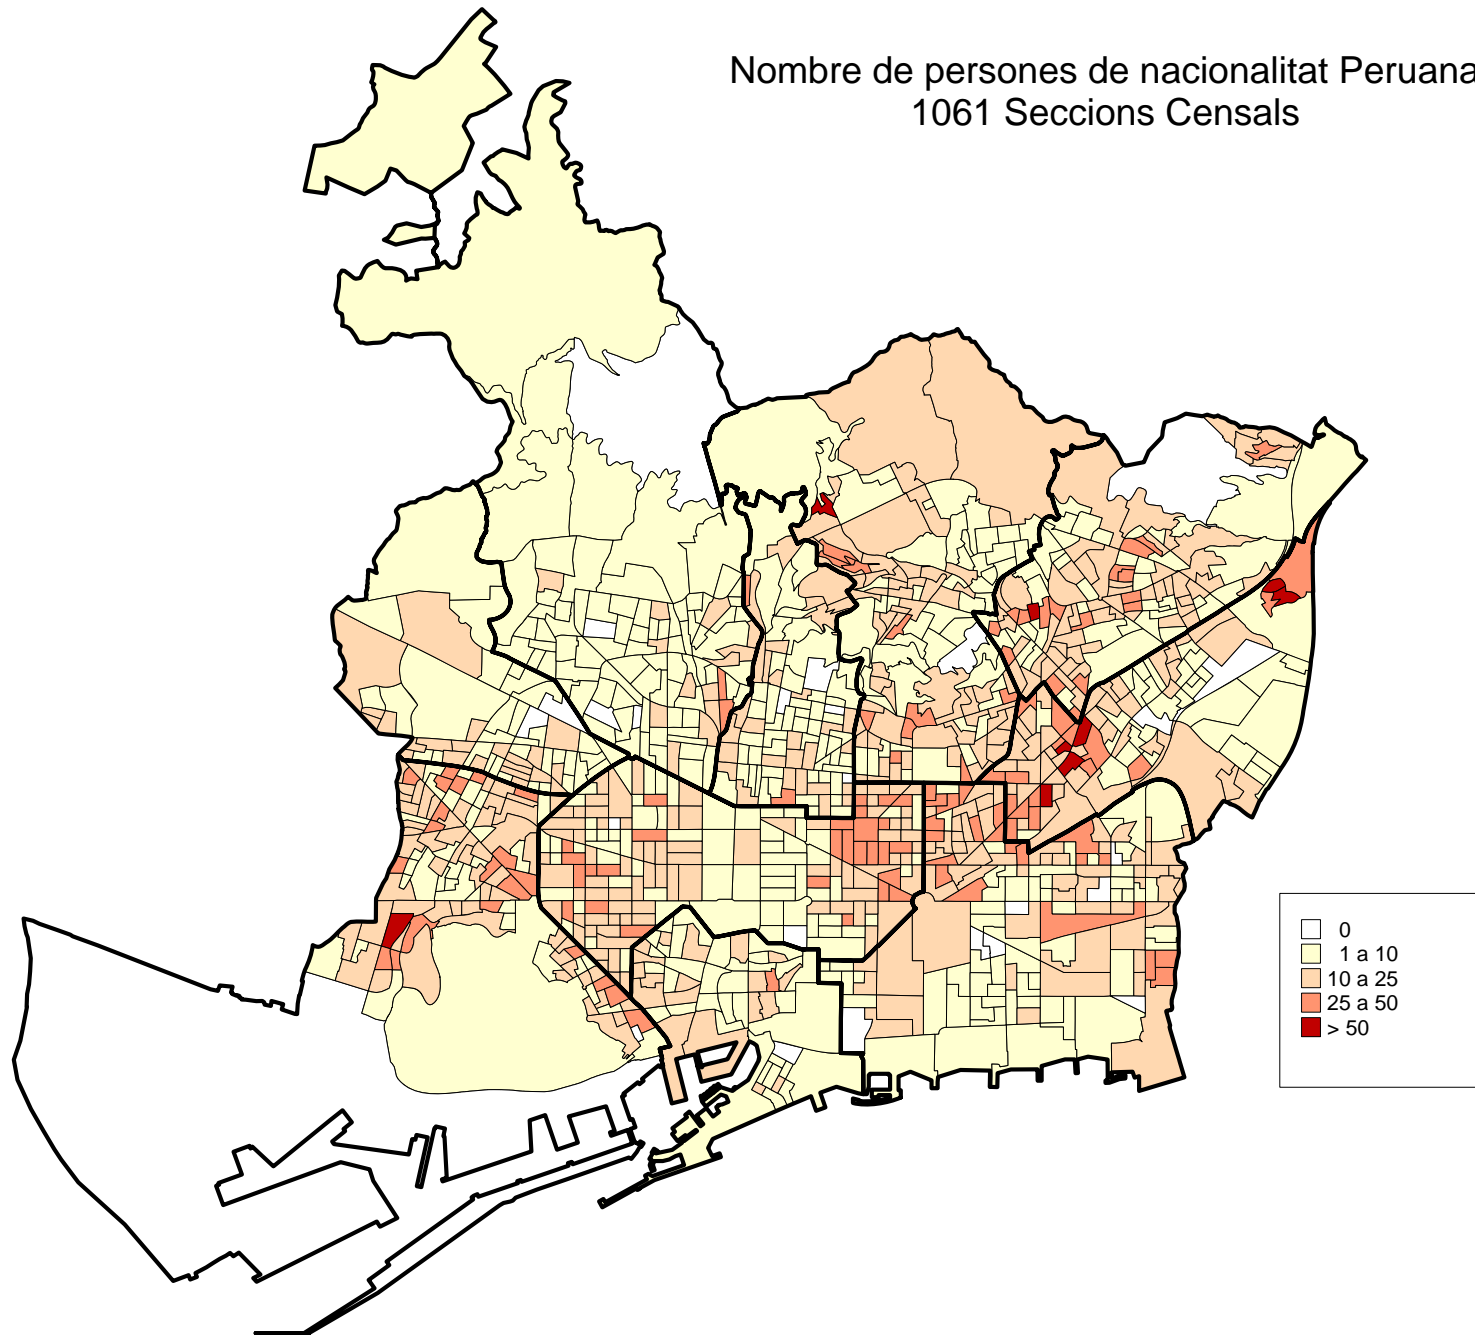 Nombre de persones de nacionalitat Peruana
1061 Seccions Censals
0
1 a 10
10 a 25
25 a 50
> 50